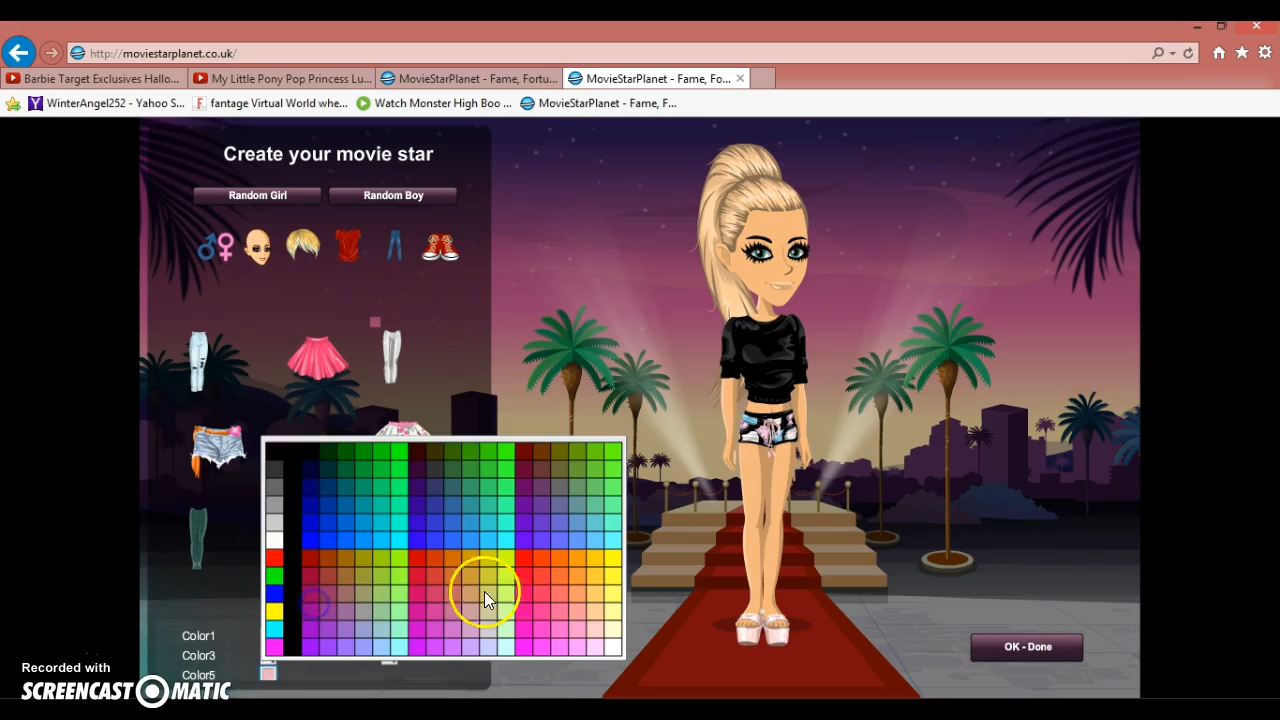 http://moviestarplanet.co.uk/
Barbie Target Exclusives Hallo...
My Little Pony Pop Princess Lu...
MovieStarPlanet - Fame, Fortu...
MovieStarPlanet - Fame, Fo...
WinterAngel252 - Yahoo S...
fantage Virtual World whe...
Watch Monster High Boo ...
MovieStarPlanet - Fame, F...
Create your movie star
Random Girl
Random Boy
Color1
Color3
Color5
OK - Done
Recorded with
SCREENCAST-O-MATIC